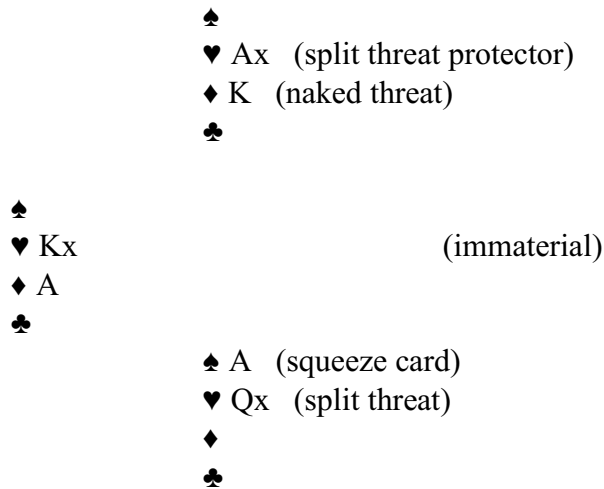 ♠
♥ Ax (split threat protector)
♦ K (naked threat)
♣
♠
♥ Kx (immaterial)
♦ A
♣
♠ A (squeeze card)
♥ Qx (split threat)
♦
♣